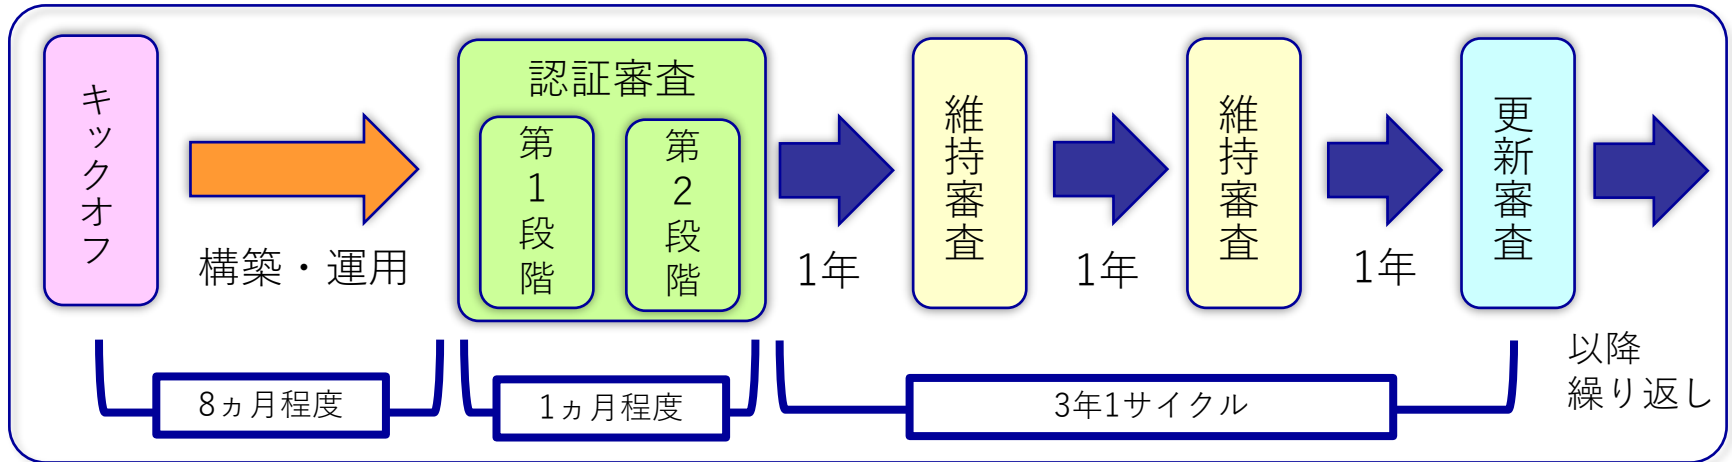 キックオフ
構築・運用
認証審査
第1段階
第2段階
1年
維持審査
1年
維持審査
1年
更新審査
以降
繰り返し
8ヵ月程度
1ヵ月程度
3年1サイクル